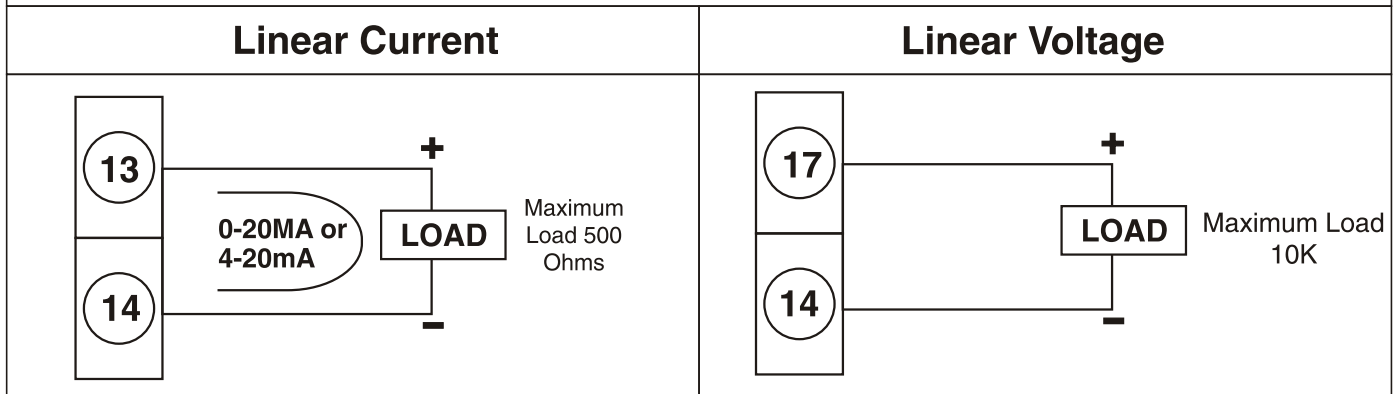 Linear Current
Linear Voltage
13
+
0-20MA or
4-20mA
LOAD
Maximum
Load 500
Ohms
14
–
17
+
LOAD
Maximum Load
10K
14
–